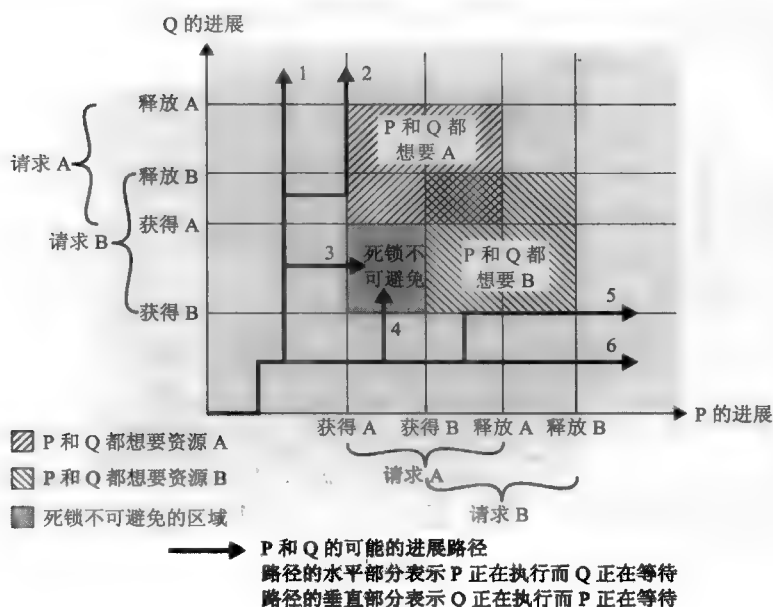 Q 的进展
1
2
释放 A
P 和 Q 都
想要 A
请求 A
释放 B
获得 A
请求 B
3
死锁不
可避免
P 和 Q 都
想要 B
获得 B
4
5
6
P 的进展
获得 A
获得 B
释放 A
释放 B
请求 A
请求 B
P 和 Q 都想要资源 A
P 和 Q 都想要资源 B
死锁不可避免的区域
P 和 Q 的可能的进展路径
路径的水平部分表示 P 正在执行而 Q 正在等待
路径的垂直部分表示 Q 正在执行而 P 正在等待